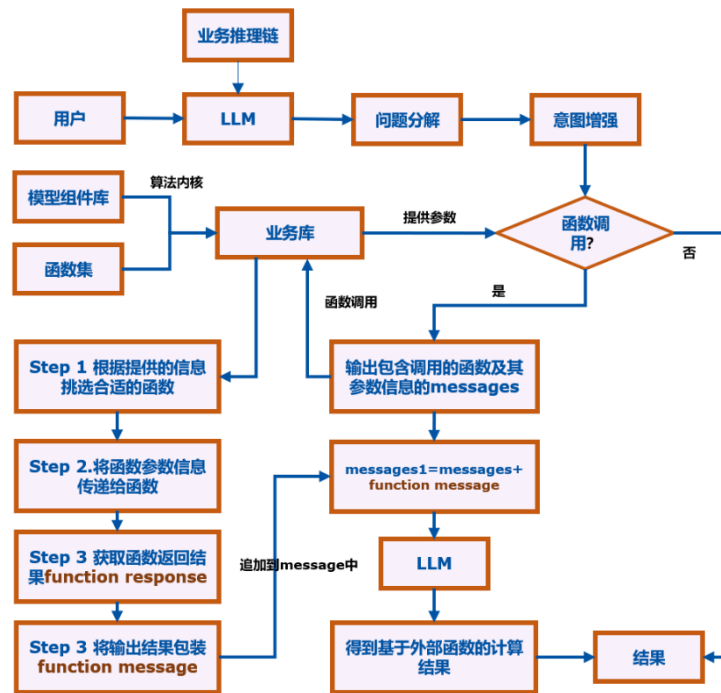 业务推理链
用户
LLM
问题分解
意图增强
模型组件库
算法内核
函数集
业务库
提供参数
函数调
用?
否
是
函数调用
Step 1 根据提供的信息
挑选合适的函数
输出包含调用的函数及其
参数信息的messages
Step 2.将函数参数信息
传递给函数
messages1=messages+
function message
Step 3 获取函数返回结
果function response
追加到message中
LLM
Step 3 将输出结果包装
function message
得到基于外部函数的计算
结果
结果